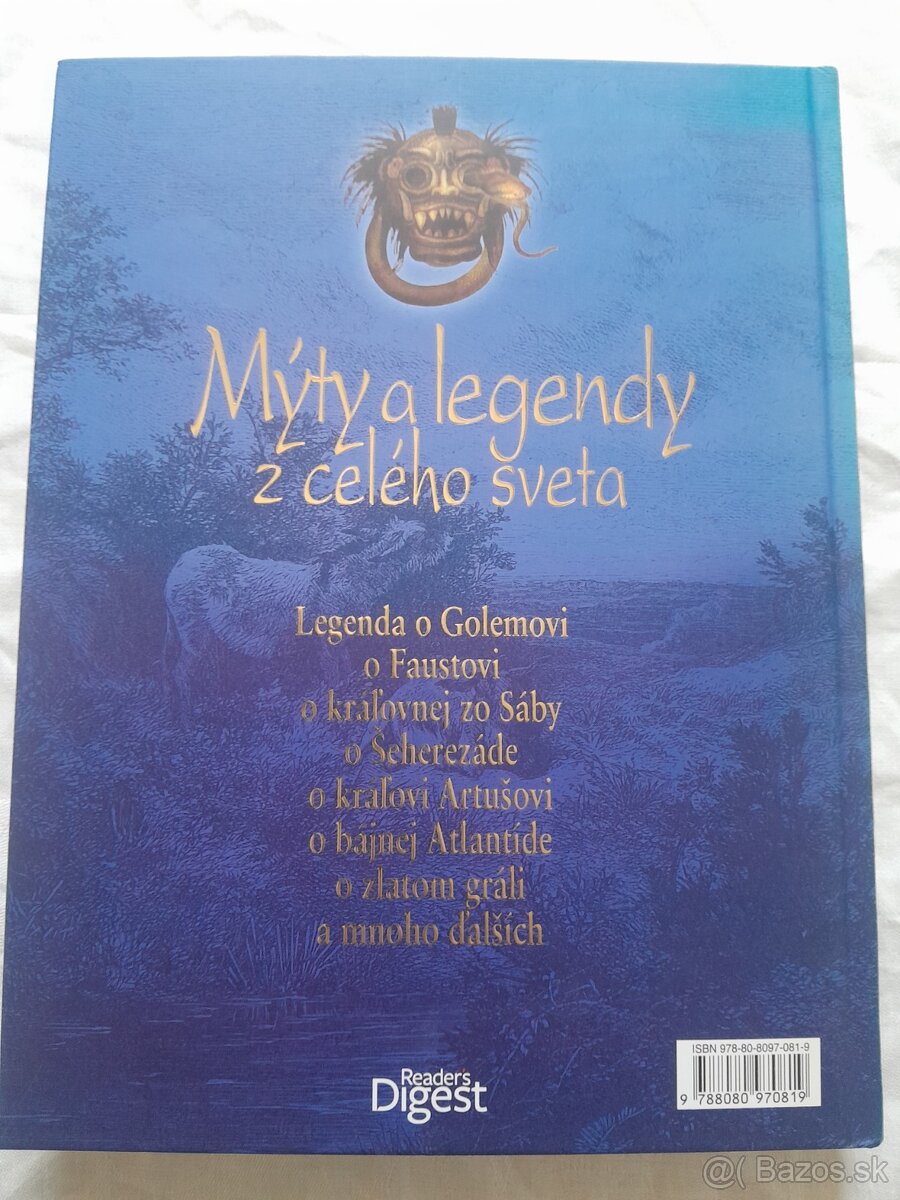 Mýty a legendy
z celého sveta
Legenda o Golemovi
o Faustovi
o kráľovnej zo Sáby
o Šeherezáde
o kráľovi Artušovi
o bájnej Atlantíde
o zlatom gráli
a mnoho ďalších
Reader's
Digest
ISBN 978-80-8097-081-9
9 788080 970819
@( Bazos.sk